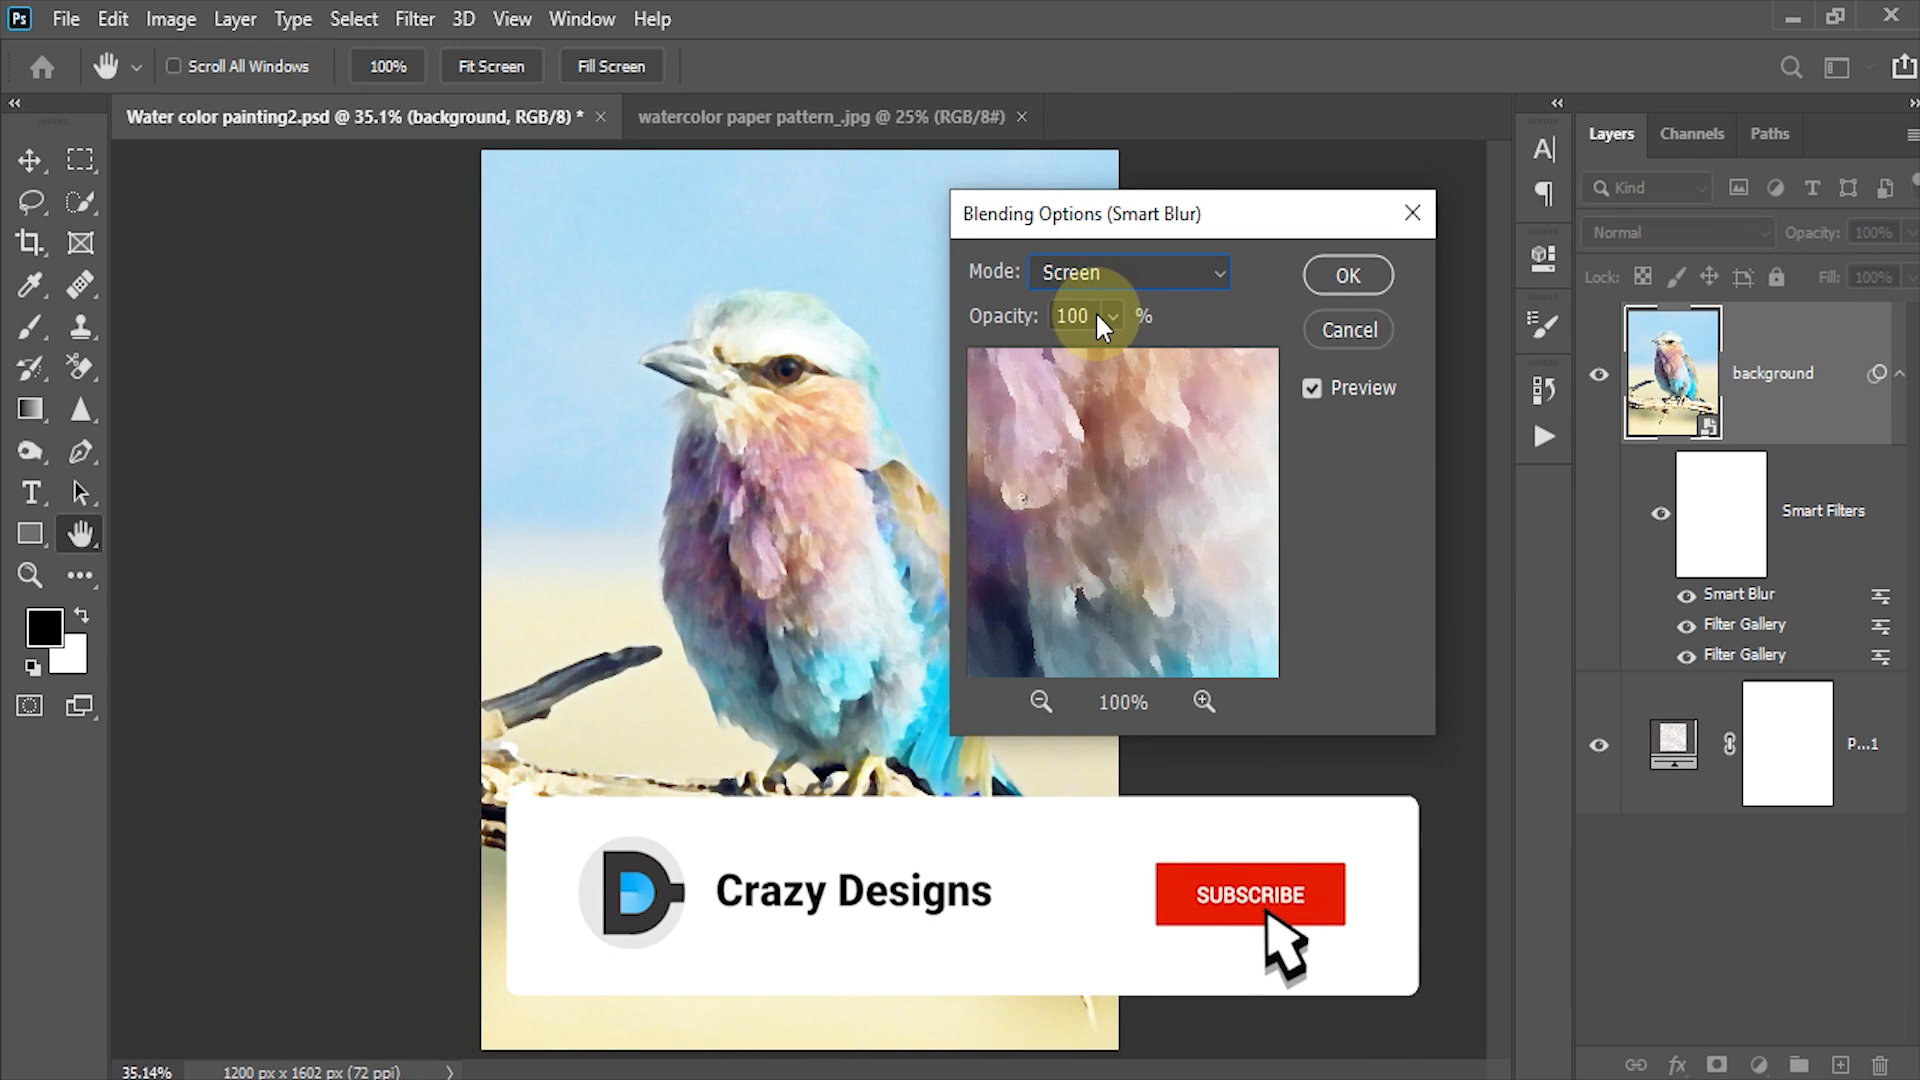 Ps File Edit Image Layer Type Select Filter 3D View Window Help
Scroll All Windows 100% Fit Screen Fill Screen
Water color painting2.psd @ 35.1% (background, RGB/8) *
watercolor paper pattern_.jpg @ 25% (RGB/8#)
Blending Options (Smart Blur)
Mode: Screen
Opacity: 100 %
OK
Cancel
Preview
100%
Layers Channels Paths
Kind
Normal Opacity: 100%
Lock: Fill: 100%
background
Smart Filters
Smart Blur
Filter Gallery
Filter Gallery
P...1
Crazy Designs
SUBSCRIBE
35.14% 1200 px x 1602 px (72 ppi)